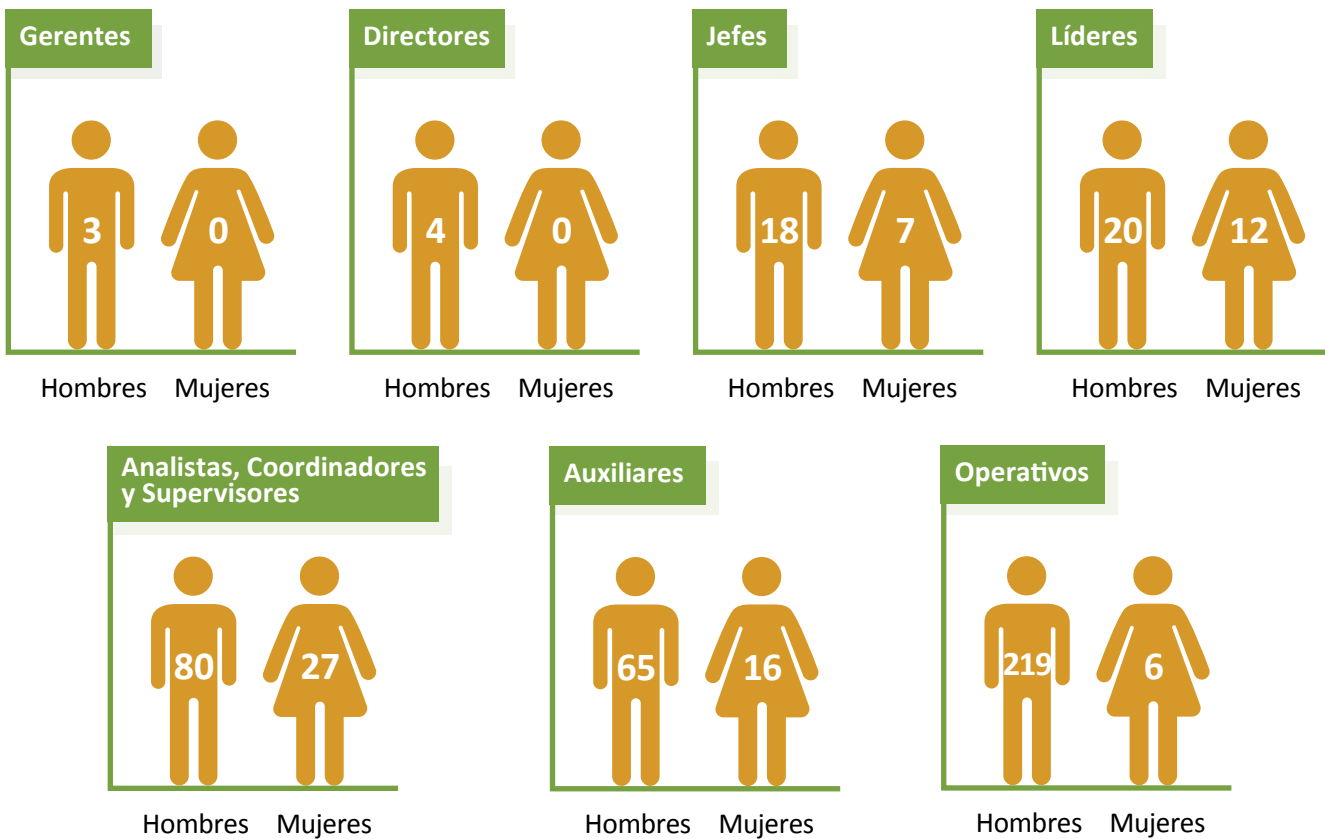 Gerentes
3
0
Hombres
Mujeres
Directores
4
0
Hombres
Mujeres
Jefes
18
7
Hombres
Mujeres
Líderes
20
12
Hombres
Mujeres
Analistas, Coordinadores
y Supervisores
80
27
Hombres
Mujeres
Auxiliares
65
16
Hombres
Mujeres
Operativos
219
6
Hombres
Mujeres